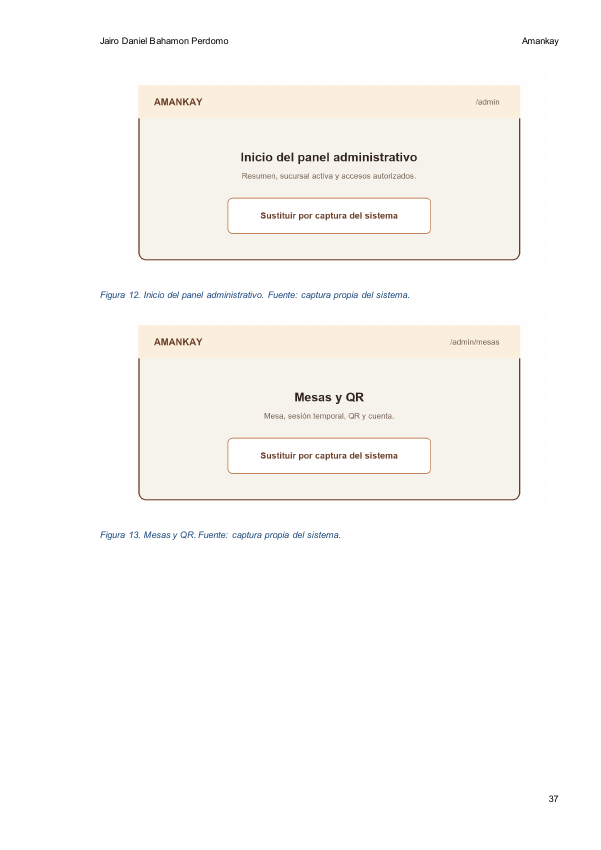 Jairo Daniel Bahamon Perdomo Amankay
AMANKAY /admin
Inicio del panel administrativo
Resumen, sucursal activa y accesos autorizados.
Sustituir por captura del sistema
Figura 12. Inicio del panel administrativo. Fuente: captura propia del sistema.
AMANKAY /admin/mesas
Mesas y QR
Mesa, sesión temporal, QR y cuenta.
Sustituir por captura del sistema
Figura 13. Mesas y QR. Fuente: captura propia del sistema.
37